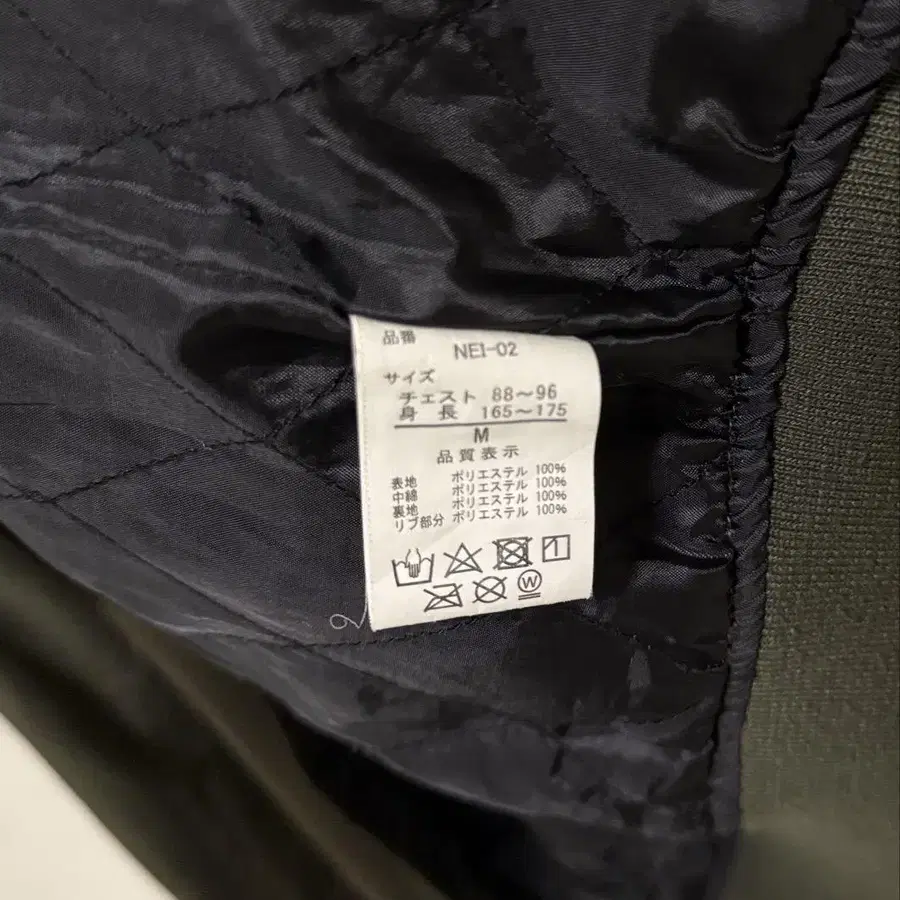 品番
NEI-02
サイズ
チェスト 88～96
身 長 165～175
M
品質表示
表地 ポリエステル 100%
中綿 ポリエステル 100%
裏地 ポリエステル 100%
リブ部分 ポリエステル 100%
W